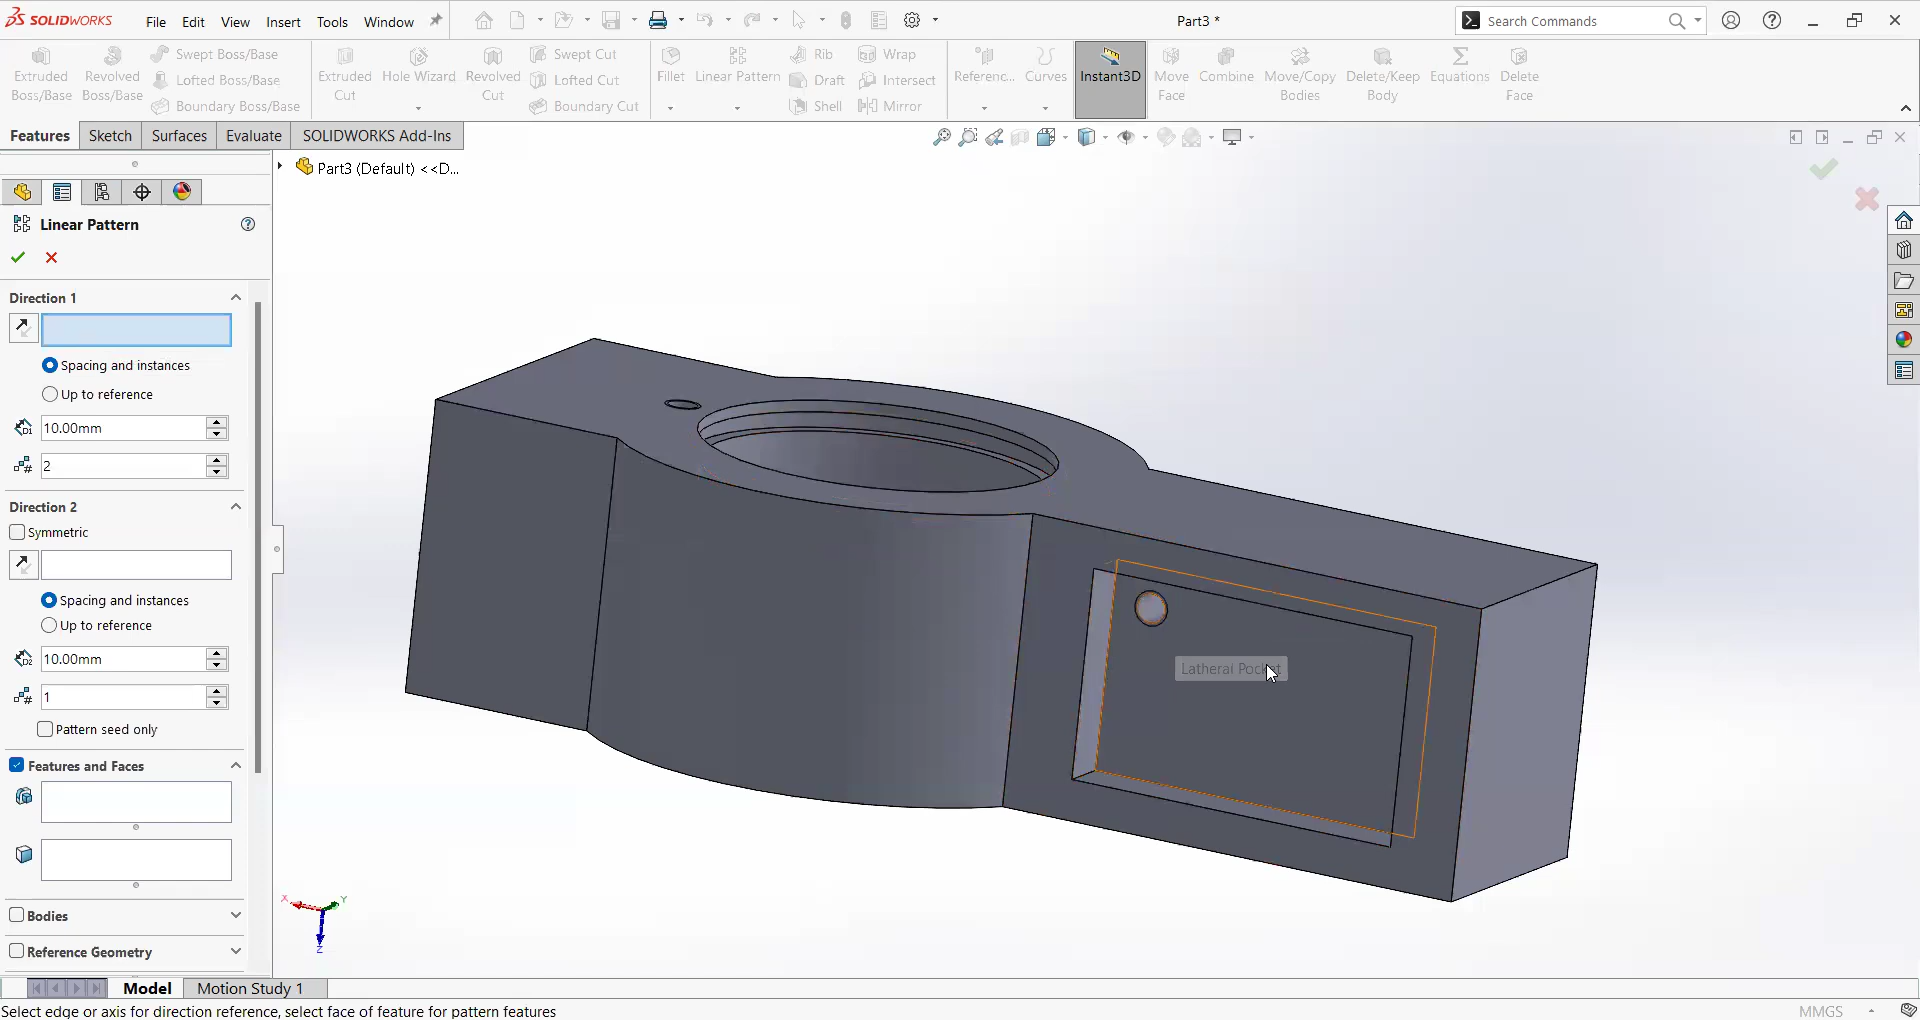 SOLIDWORKS
File Edit View Insert Tools Window
Part3 *
Search Commands
Extruded Boss/Base
Revolved Boss/Base
Swept Boss/Base
Lofted Boss/Base
Boundary Boss/Base
Extruded Cut
Hole Wizard
Revolved Cut
Swept Cut
Lofted Cut
Boundary Cut
Fillet
Linear Pattern
Rib
Draft
Shell
Wrap
Intersect
Mirror
Referenc...
Curves
Instant3D
Move Face
Combine
Move/Copy Bodies
Delete/Keep Body
Equations
Delete Face
Features Sketch Surfaces Evaluate SOLIDWORKS Add-Ins
Part3 (Default) <<D...
Linear Pattern
Direction 1
Spacing and instances
Up to reference
D1 10.00mm
# 2
Direction 2
Symmetric
Spacing and instances
Up to reference
D2 10.00mm
# 1
Pattern seed only
Features and Faces
Bodies
Reference Geometry
Latheral Pocket
X Y
Z
Model Motion Study 1
Select edge or axis for direction reference, select face of feature for pattern features
MMGS